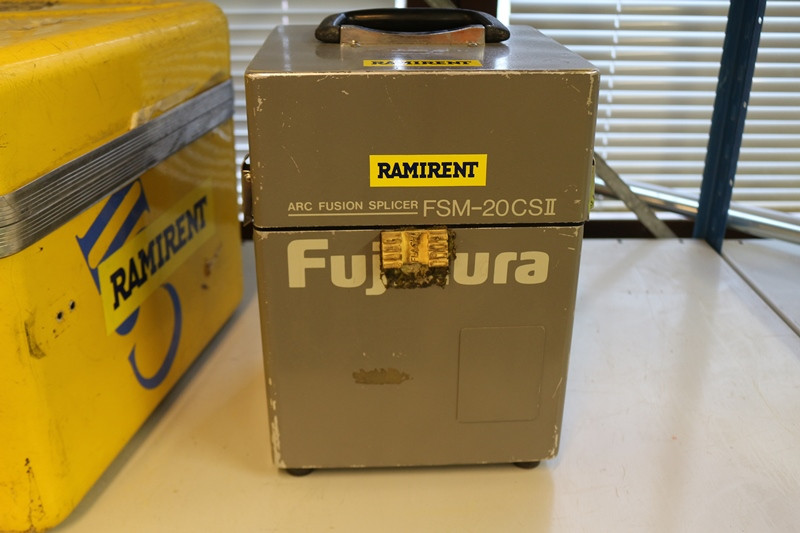 RAMIRENT
RAMIRENT
ARC FUSION SPLICER FSM-20CSII
Fuj ura
RAMIRENT